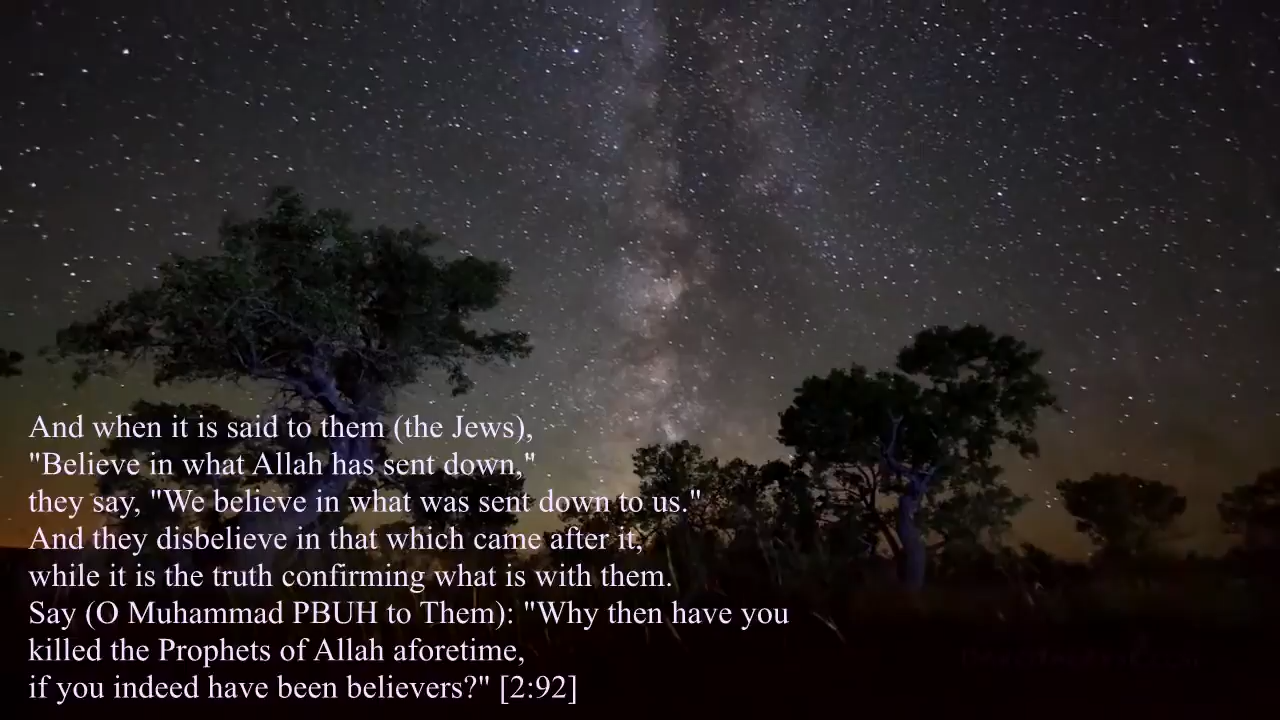 And when it is said to them (the Jews),
"Believe in what Allah has sent down,"
they say, "We believe in what was sent down to us."
And they disbelieve in that which came after it,
while it is the truth confirming what is with them.
Say (O Muhammad PBUH to Them): "Why then have you
killed the Prophets of Allah aforetime,
if you indeed have been believers?" [2:92]